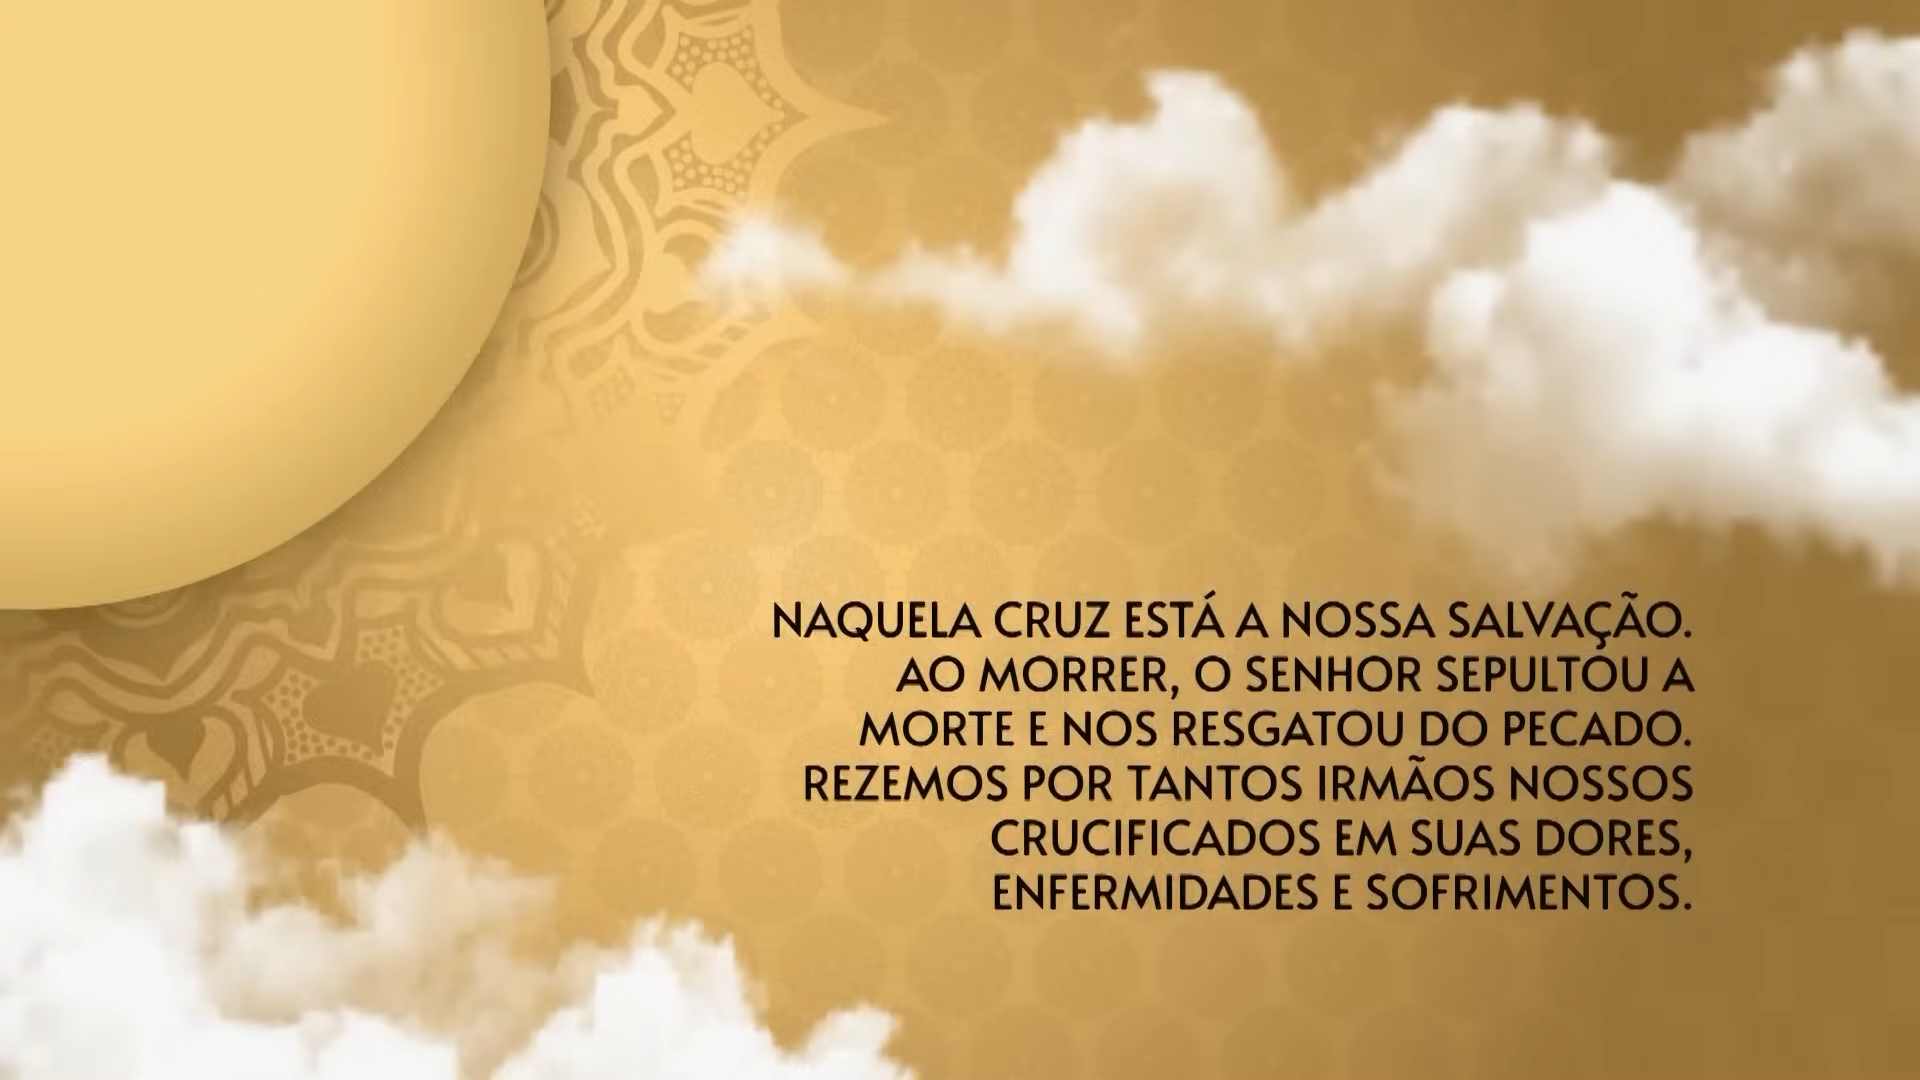 NAQUELA CRUZ ESTÁ A NOSSA SALVAÇÃO.
AO MORRER, O SENHOR SEPULTOU A
MORTE E NOS RESGATOU DO PECADO.
REZEMOS POR TANTOS IRMÃOS NOSSOS
CRUCIFICADOS EM SUAS DORES,
ENFERMIDADES E SOFRIMENTOS.